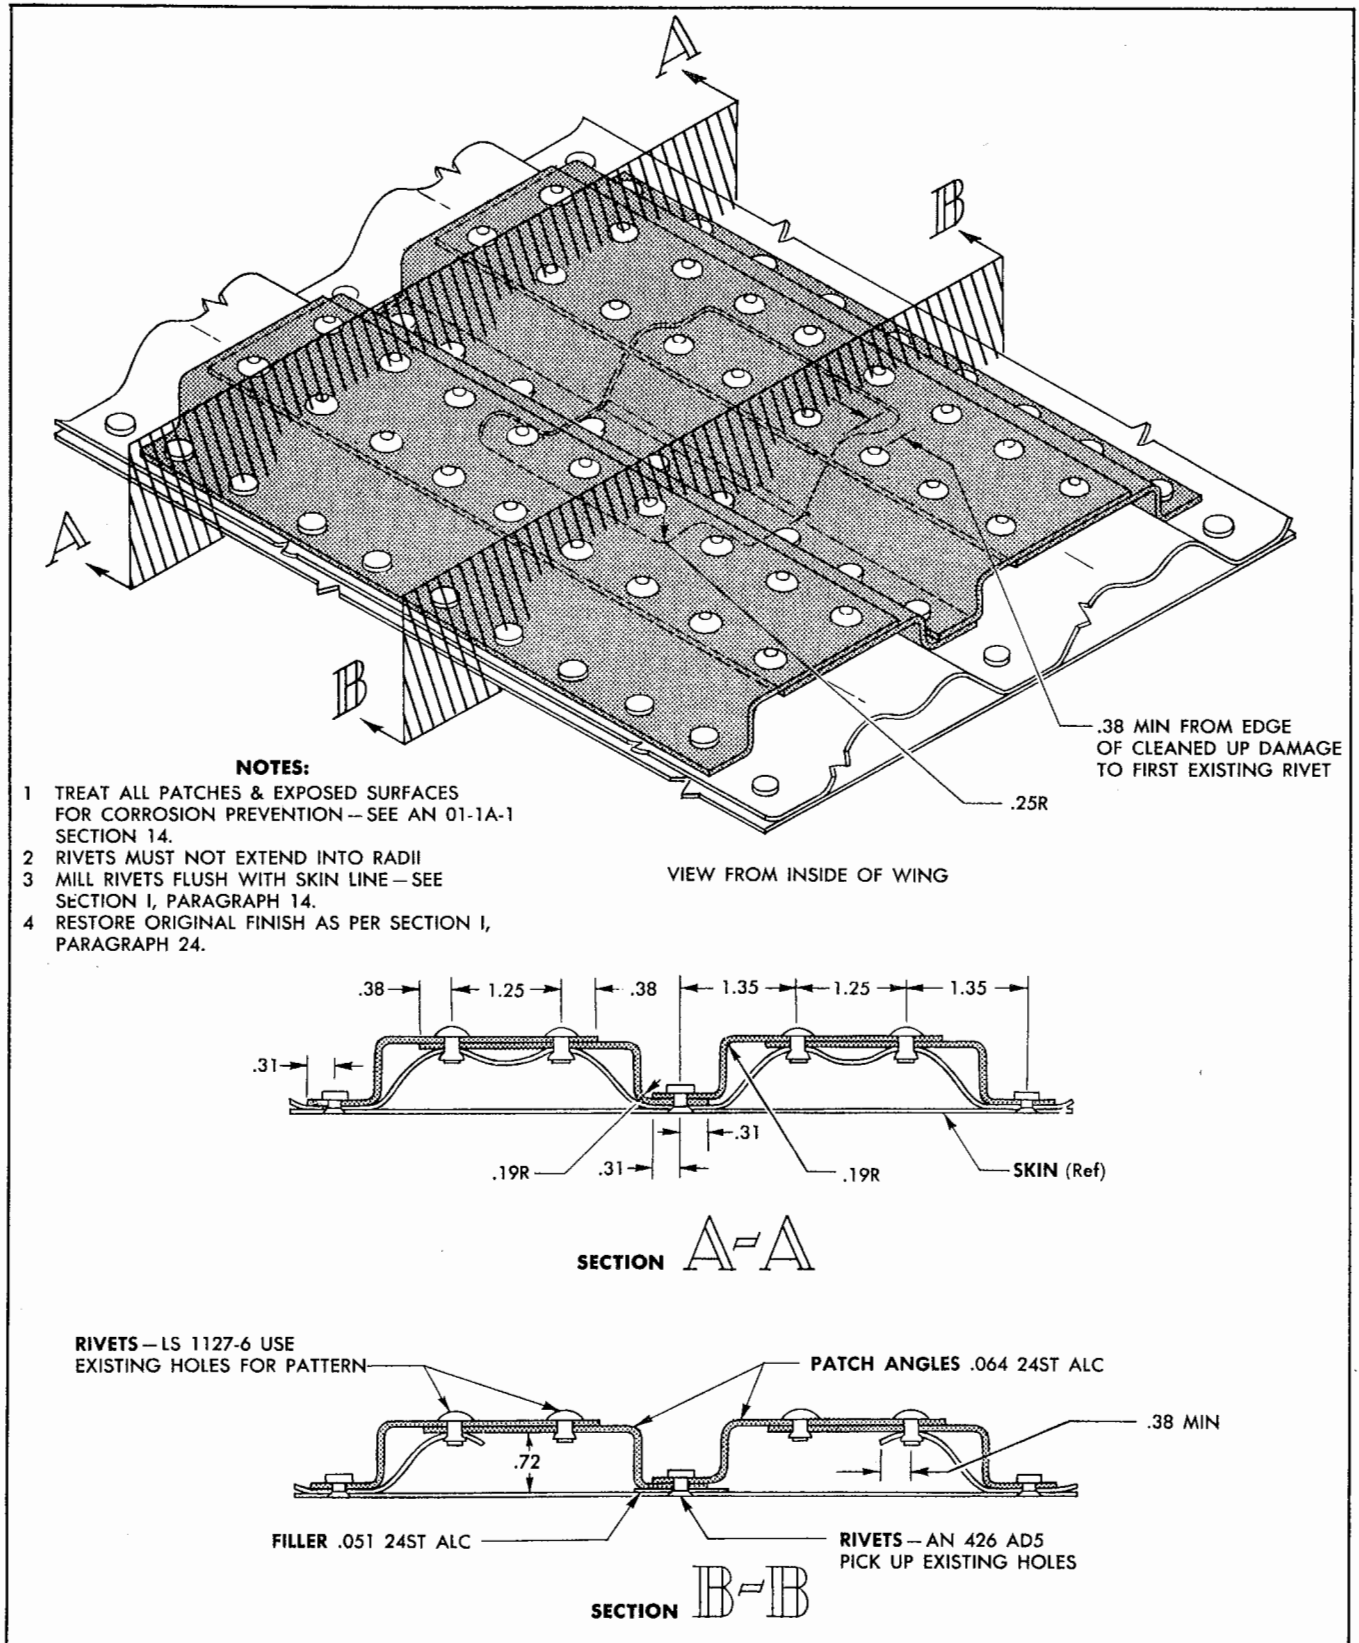 A
B
A
B
.38 MIN FROM EDGE
OF CLEANED UP DAMAGE
TO FIRST EXISTING RIVET
.25R
NOTES:
1 TREAT ALL PATCHES & EXPOSED SURFACES
FOR CORROSION PREVENTION — SEE AN 01-1A-1
SECTION 14.
2 RIVETS MUST NOT EXTEND INTO RADII
3 MILL RIVETS FLUSH WITH SKIN LINE — SEE
SECTION I, PARAGRAPH 14.
4 RESTORE ORIGINAL FINISH AS PER SECTION I,
PARAGRAPH 24.
VIEW FROM INSIDE OF WING
.38 1.25 .38 1.35 1.25 1.35
.31
.31
.19R .31 .19R SKIN (Ref)
SECTION A-A
RIVETS — LS 1127-6 USE
EXISTING HOLES FOR PATTERN
PATCH ANGLES .064 24ST ALC
.38 MIN
.72
FILLER .051 24ST ALC
RIVETS — AN 426 AD5
PICK UP EXISTING HOLES
SECTION B-B